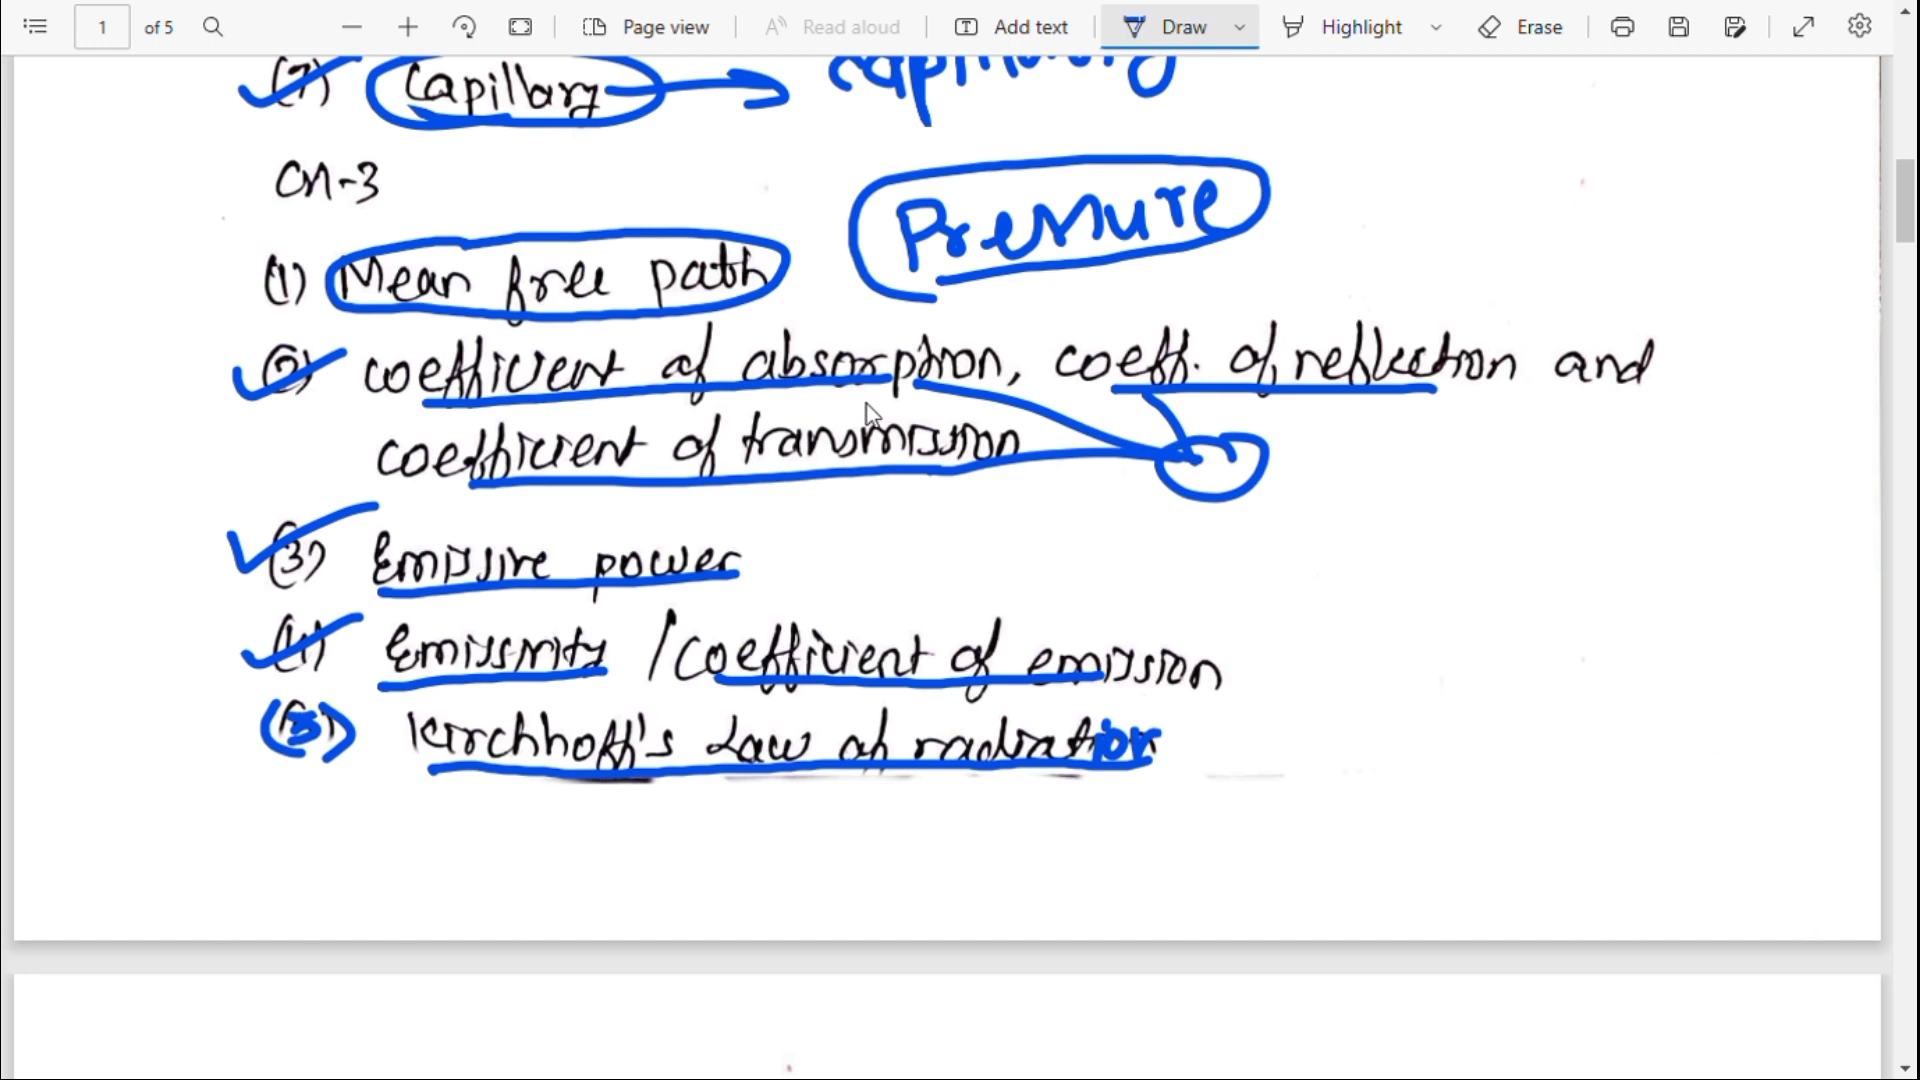 1 of 5 Page view Read aloud Add text Draw Highlight Erase
(7) Capillary → Capillary
Ch-3
Pressure
(1) Mean free path
(2) coefficient of absorption, coeff. of reflection and
coefficient of transmission
(3) Emissive power
(4) Emissivity / coefficient of emission
(5) Kirchhoff's Law of radiation